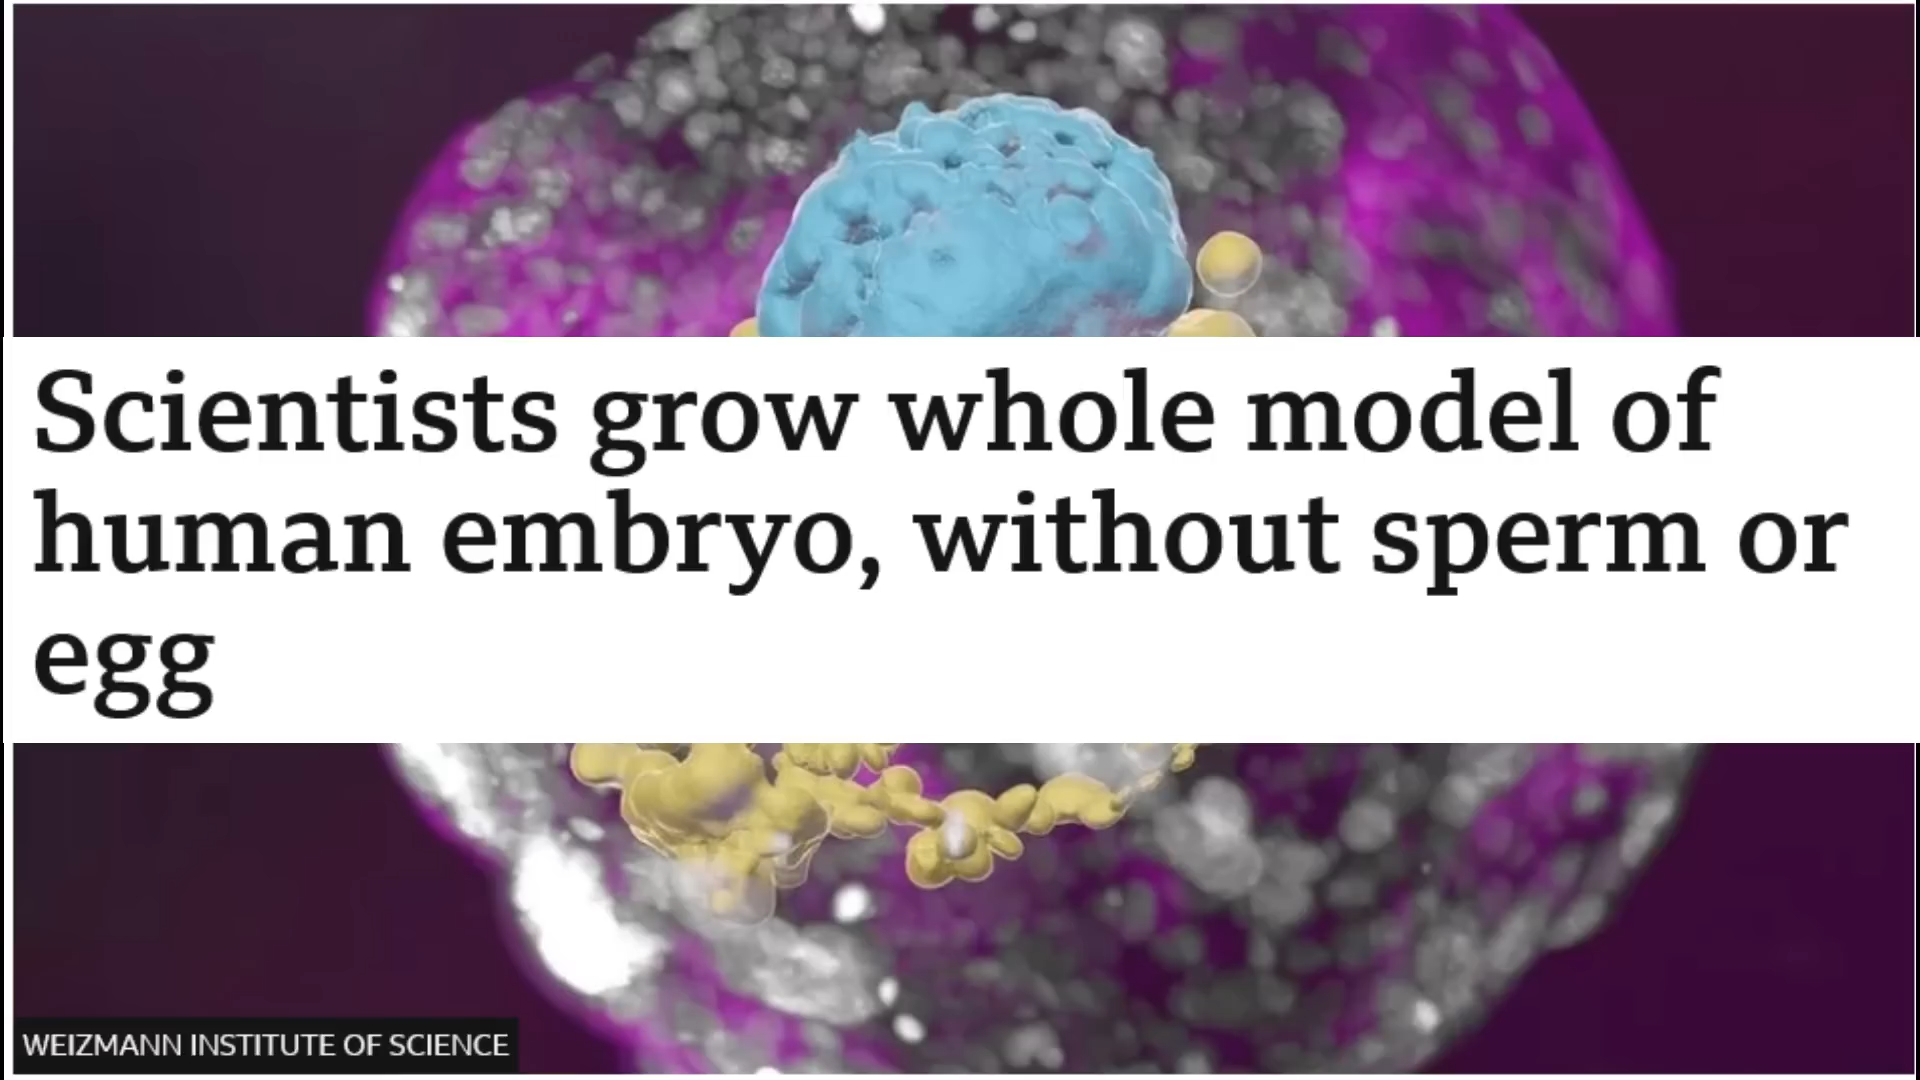 Scientists grow whole model of
human embryo, without sperm or
egg
WEIZMANN INSTITUTE OF SCIENCE